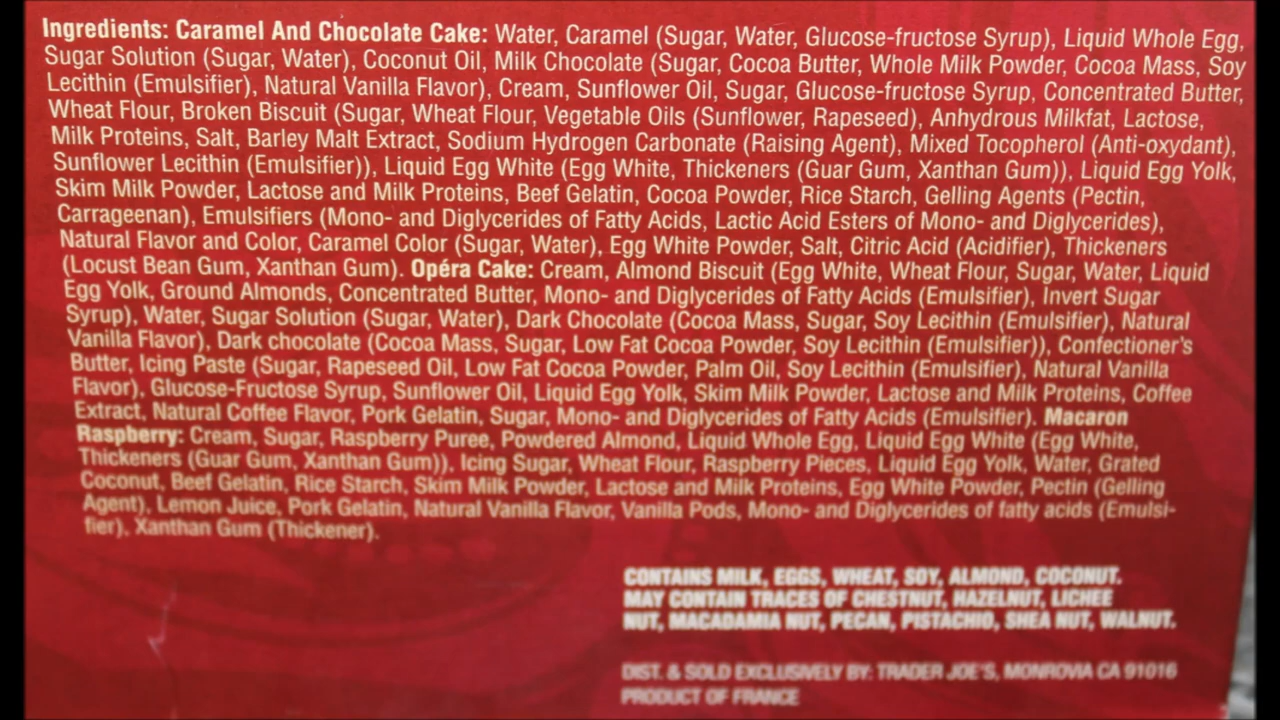 Ingredients: Caramel And Chocolate Cake: Water, Caramel (Sugar, Water, Glucose-fructose Syrup), Liquid Whole Egg,
Sugar Solution (Sugar, Water), Coconut Oil, Milk Chocolate (Sugar, Cocoa Butter, Whole Milk Powder, Cocoa Mass, Soy
Lecithin (Emulsifier), Natural Vanilla Flavor), Cream, Sunflower Oil, Sugar, Glucose-fructose Syrup, Concentrated Butter,
Wheat Flour, Broken Biscuit (Sugar, Wheat Flour, Vegetable Oils (Sunflower, Rapeseed), Anhydrous Milkfat, Lactose,
Milk Proteins, Salt, Barley Malt Extract, Sodium Hydrogen Carbonate (Raising Agent), Mixed Tocopherol (Anti-oxydant),
Sunflower Lecithin (Emulsifier)), Liquid Egg White (Egg White, Thickeners (Guar Gum, Xanthan Gum)), Liquid Egg Yolk,
Skim Milk Powder, Lactose and Milk Proteins, Beef Gelatin, Cocoa Powder, Rice Starch, Gelling Agents (Pectin,
Carrageenan), Emulsifiers (Mono- and Diglycerides of Fatty Acids, Lactic Acid Esters of Mono- and Diglycerides),
Natural Flavor and Color, Caramel Color (Sugar, Water), Egg White Powder, Salt, Citric Acid (Acidifier), Thickeners
(Locust Bean Gum, Xanthan Gum). Opéra Cake: Cream, Almond Biscuit (Egg White, Wheat Flour, Sugar, Water, Liquid
Egg Yolk, Ground Almonds, Concentrated Butter, Mono- and Diglycerides of Fatty Acids (Emulsifier), Invert Sugar
Syrup), Water, Sugar Solution (Sugar, Water), Dark Chocolate (Cocoa Mass, Sugar, Soy Lecithin (Emulsifier), Natural
Vanilla Flavor), Dark chocolate (Cocoa Mass, Sugar, Low Fat Cocoa Powder, Soy Lecithin (Emulsifier)), Confectioner's
Butter, Icing Paste (Sugar, Rapeseed Oil, Low Fat Cocoa Powder, Palm Oil, Soy Lecithin (Emulsifier), Natural Vanilla
Flavor), Glucose-Fructose Syrup, Sunflower Oil, Liquid Egg Yolk, Skim Milk Powder, Lactose and Milk Proteins, Coffee
Extract, Natural Coffee Flavor, Pork Gelatin, Sugar, Mono- and Diglycerides of Fatty Acids (Emulsifier). Macaron
Raspberry: Cream, Sugar, Raspberry Puree, Powdered Almond, Liquid Whole Egg, Liquid Egg White (Egg White,
Thickeners (Guar Gum, Xanthan Gum)), Icing Sugar, Wheat Flour, Raspberry Pieces, Liquid Egg Yolk, Water, Grated
Coconut, Beef Gelatin, Rice Starch, Skim Milk Powder, Lactose and Milk Proteins, Egg White Powder, Pectin (Gelling
Agent), Lemon Juice, Pork Gelatin, Natural Vanilla Flavor, Vanilla Pods, Mono- and Diglycerides of fatty acids (Emulsi-
fier), Xanthan Gum (Thickener).
CONTAINS MILK, EGGS, WHEAT, SOY, ALMOND, COCONUT.
MAY CONTAIN TRACES OF CHESTNUT, HAZELNUT, LICHEE
NUT, MACADAMIA NUT, PECAN, PISTACHIO, SHEA NUT, WALNUT.
DIST. & SOLD EXCLUSIVELY BY: TRADER JOE'S, MONROVIA CA 91016
PRODUCT OF FRANCE